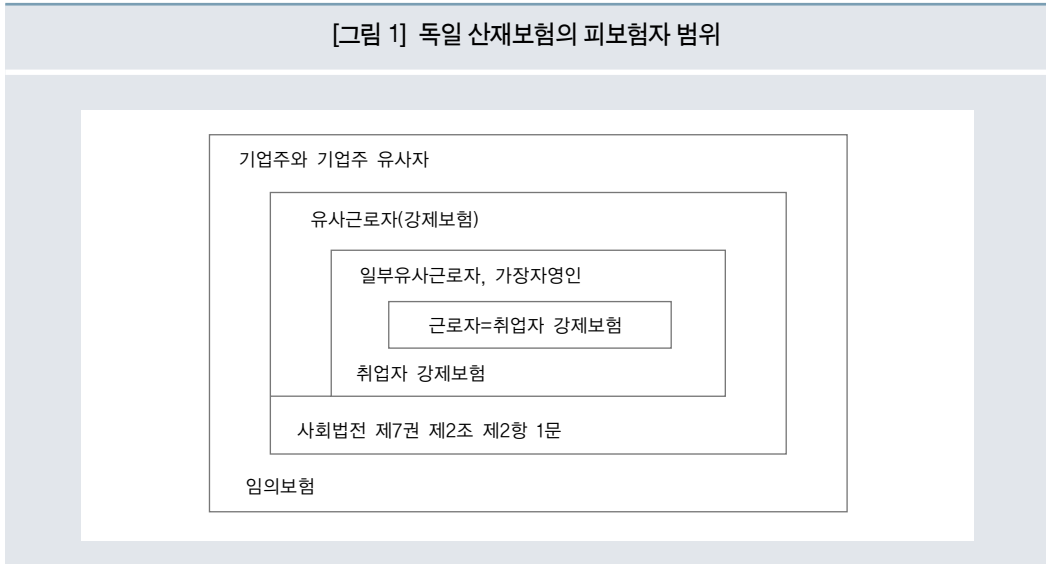 [그림 1] 독일 산재보험의 피보험자 범위
기업주와 기업주 유사자
유사근로자(강제보험)
일부유사근로자, 가장자영인
근로자=취업자 강제보험
취업자 강제보험
사회법전 제7권 제2조 제2항 1문
임의보험